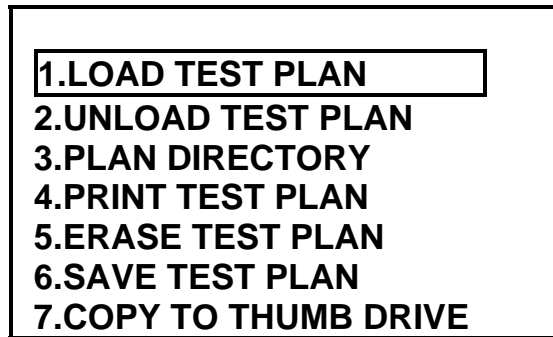 1.LOAD TEST PLAN
2.UNLOAD TEST PLAN
3.PLAN DIRECTORY
4.PRINT TEST PLAN
5.ERASE TEST PLAN
6.SAVE TEST PLAN
7.COPY TO THUMB DRIVE